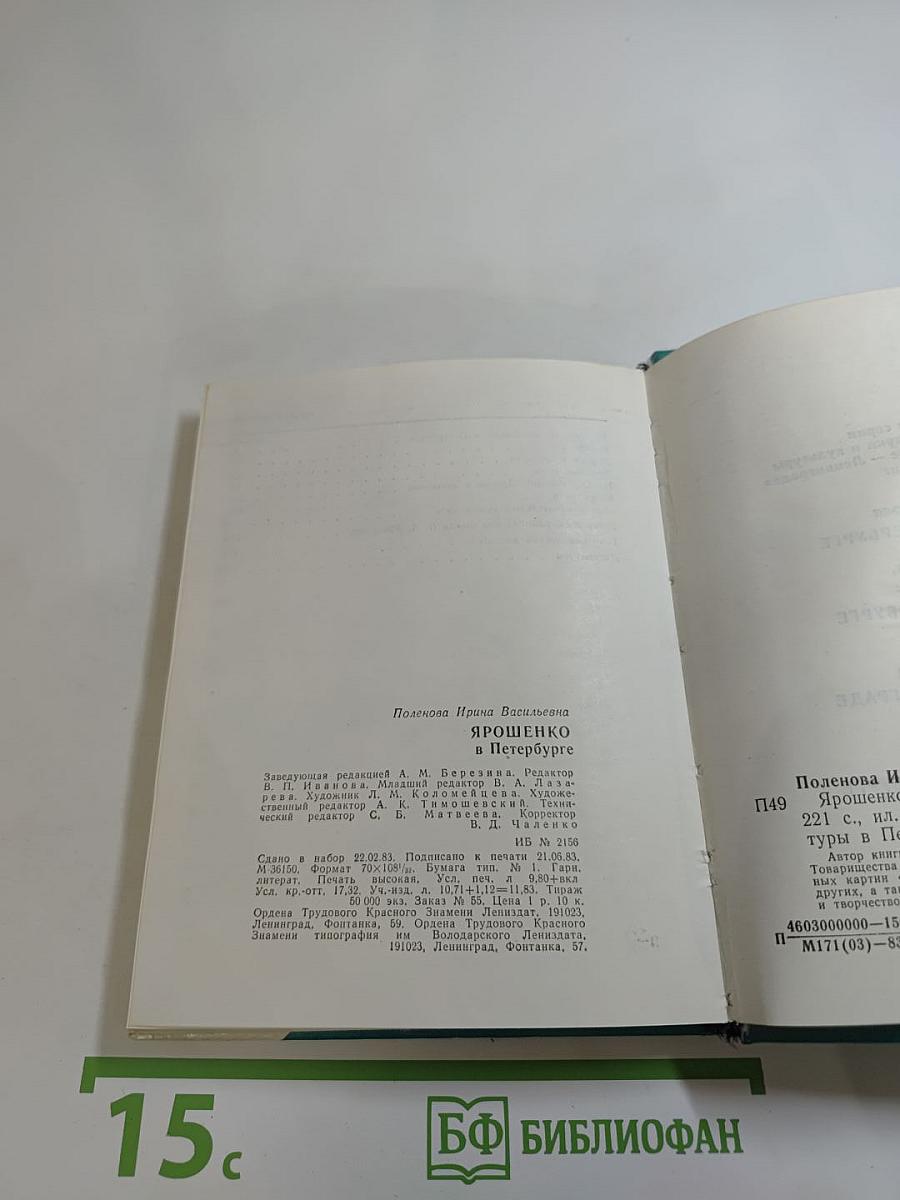 Поленова Ирина Васильевна
ЯРОШЕНКО
в Петербурге
Заведующая редакцией А. М. Березина. Редактор
В. П. Иванова. Младший редактор В. А. Лаза-
рева. Художник Л. М. Коломейцева. Художе-
ственный редактор А. К. Тимошевский. Техни-
ческий редактор С. Б. Матвеева. Корректор
В. Д. Чаленко
ИБ № 2156
Сдано в набор 22.02.83. Подписано к печати 21.06.83.
М-36150. Формат 70×108¹/₃₂. Бумага тип. № 1. Гарн.
литерат. Печать высокая. Усл. печ. л 9,80+вкл
Усл. кр.-отт. 17,32. Уч.-изд. л. 10,71+1,12=11,83. Тираж
50 000 экз. Заказ № 55. Цена 1 р. 10 к.
Ордена Трудового Красного Знамени Лениздат, 191023,
Ленинград, Фонтанка, 59. Ордена Трудового Красного
Знамени типография им Володарского Лениздата,
191023, Ленинград, Фонтанка, 57.
Поленова И
П49
Ярошенко
221 с., ил.
туры в Пе
Автор книг
Товарищества
ных картин
других, а та
и творчество
П
4603000000—15
М171(03)—83
15 с
БФ БИБЛИОФАН